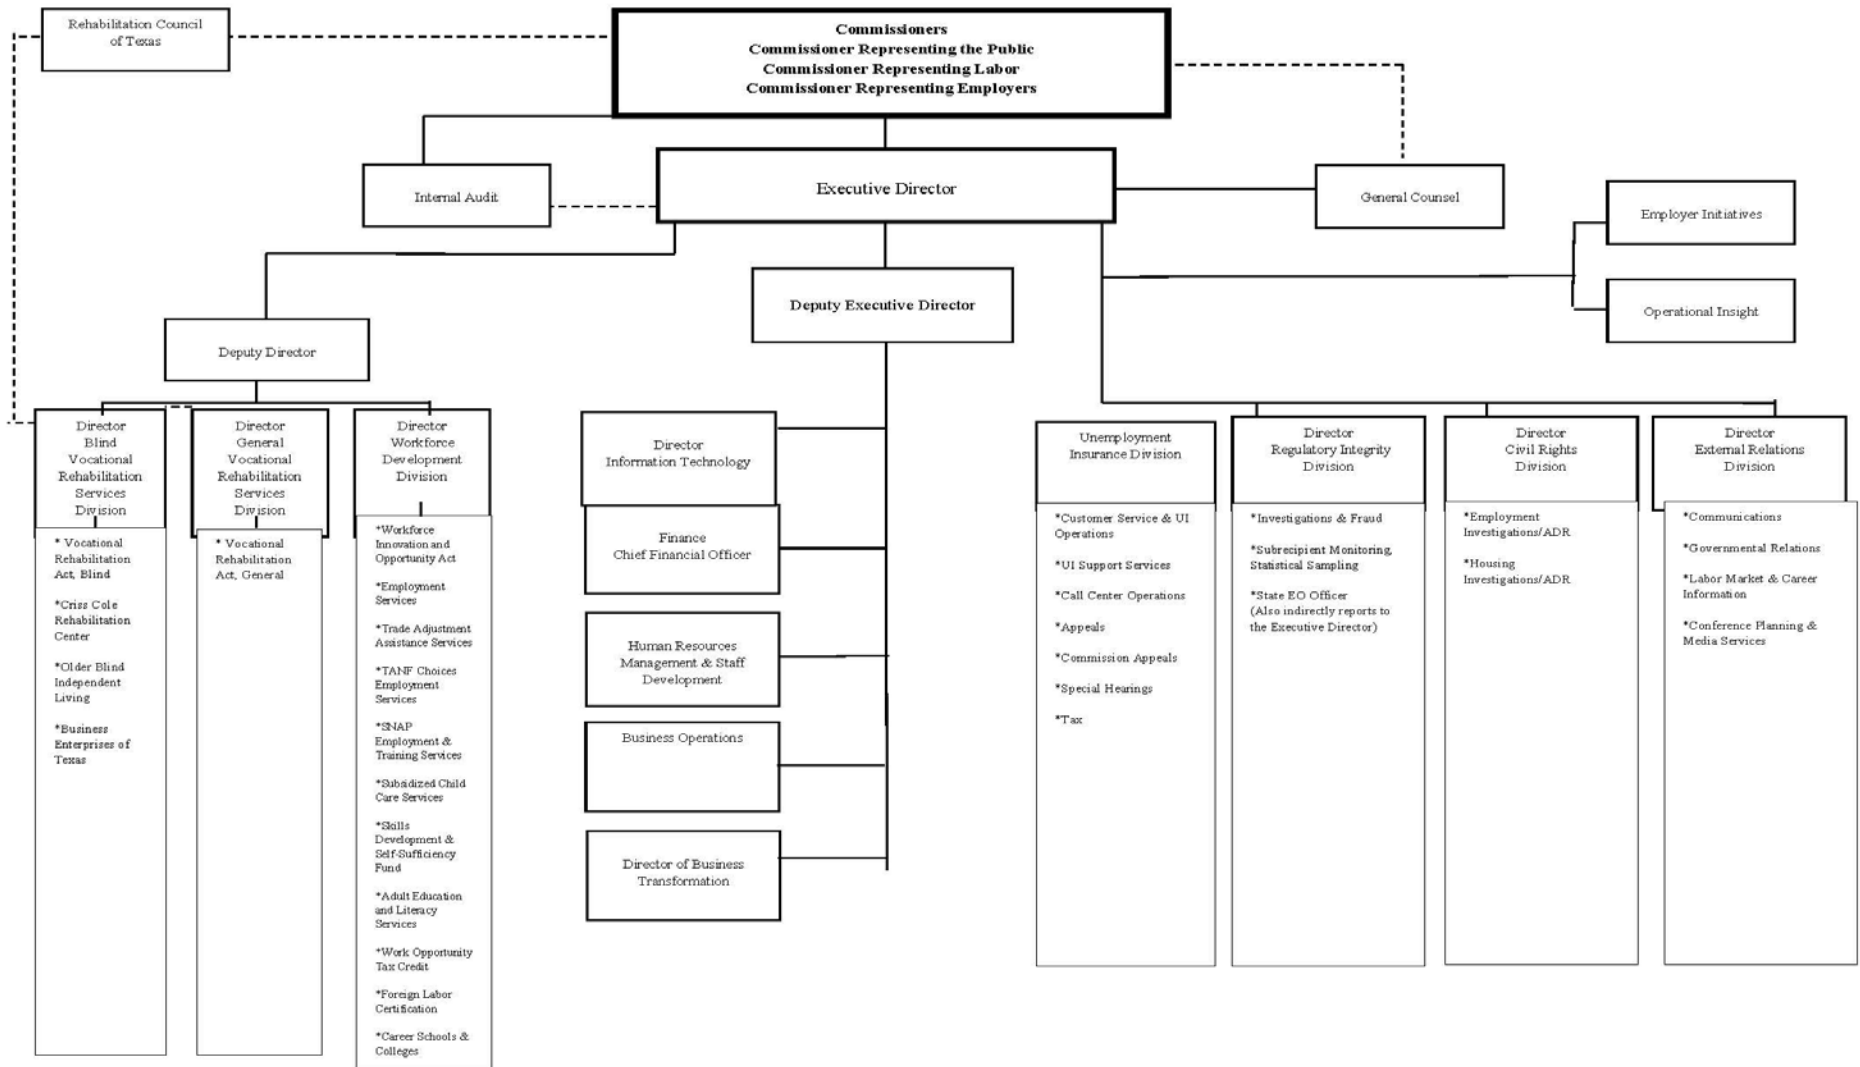 Rehabilitation Council
of Texas
Commissioners
Commissioner Representing the Public
Commissioner Representing Labor
Commissioner Representing Employers
Internal Audit
Executive Director
General Counsel
Employer Initiatives
Operational Insight
Deputy Executive Director
Deputy Director
Director
Blind
Vocational
Rehabilitation
Services
Division
* Vocational
Rehabilitation
Act, Blind
*Criss Cole
Rehabilitation
Center
*Older Blind
Independent
Living
*Business
Enterprises of
Texas
Director
General
Vocational
Rehabilitation
Services
Division
* Vocational
Rehabilitation
Act, General
Director
Workforce
Development
Division
*Workforce
Innovation and
Opportunity Act
*Employment
Services
*Trade Adjustment
Assistance Services
*TANF Choices
Employment
Services
*SNAP
Employment &
Training Services
*Subsidized Child
Care Services
*Skills
Development &
Self-Sufficiency
Fund
*Adult Education
and Literacy
Services
*Work Opportunity
Tax Credit
*Foreign Labor
Certification
*Career Schools &
Colleges
Director
Information Technology
Finance
Chief Financial Officer
Human Resources
Management & Staff
Development
Business Operations
Director of Business
Transformation
Unemployment
Insurance Division
*Customer Service & UI
Operations
*UI Support Services
*Call Center Operations
*Appeals
*Commission Appeals
*Special Hearings
*Tax
Director
Regulatory Integrity
Division
*Investigations & Fraud
*Subrecipient Monitoring,
Statistical Sampling
*State EO Officer
(Also indirectly reports to
the Executive Director)
Director
Civil Rights
Division
*Employment
Investigations/ADR
*Housing
Investigations/ADR
Director
External Relations
Division
*Communications
*Governmental Relations
*Labor Market & Career
Information
*Conference Planning &
Media Services